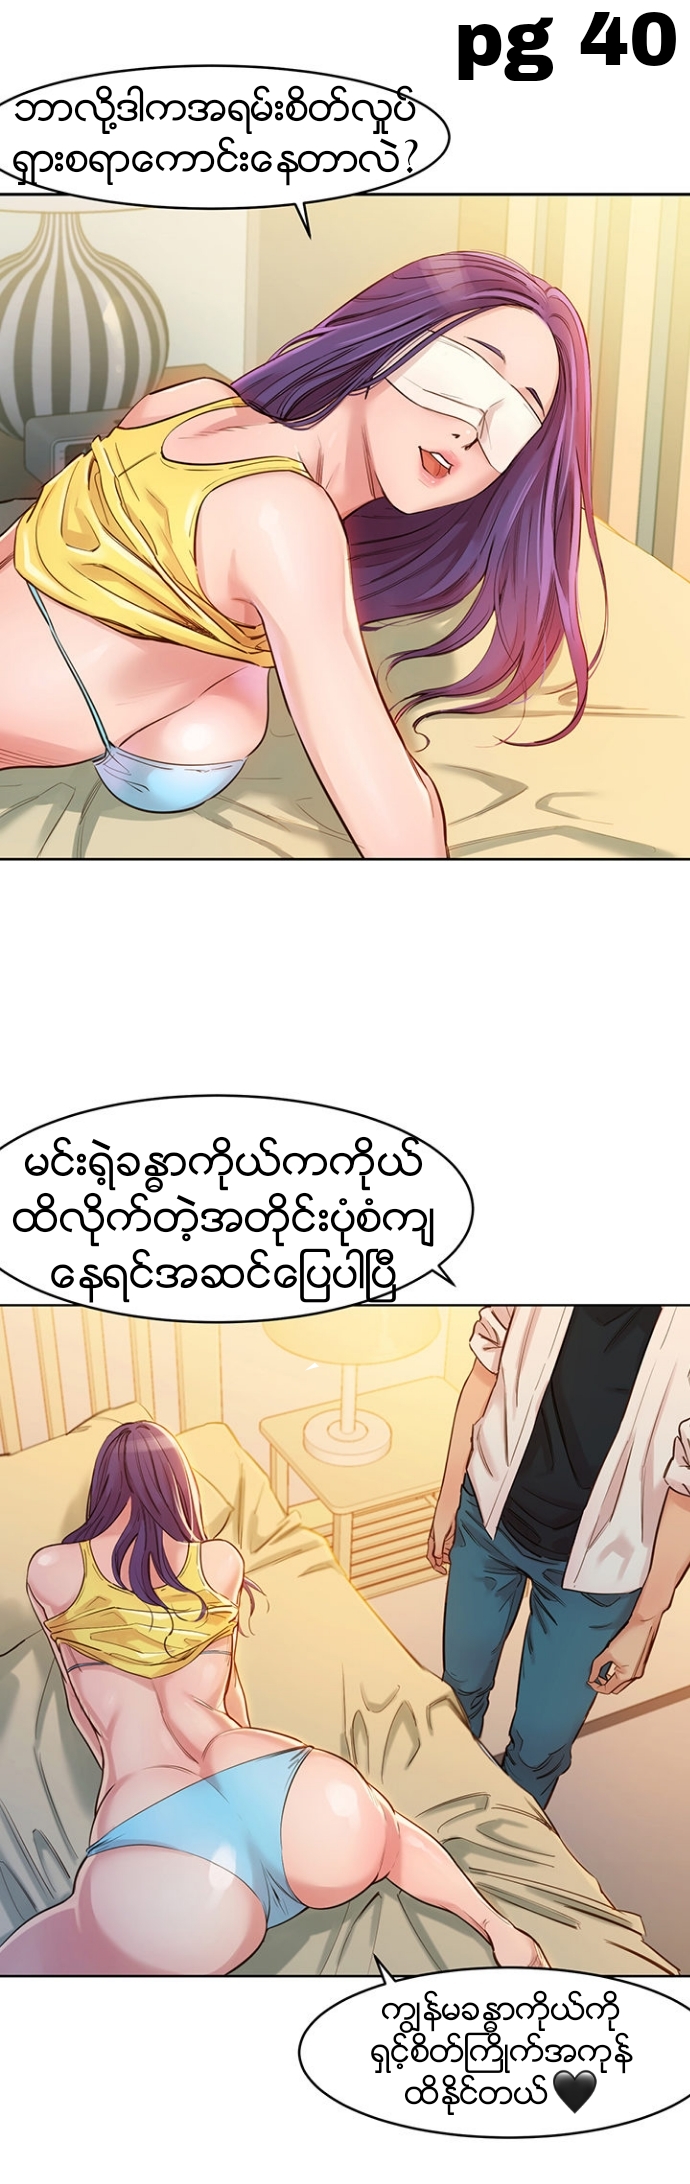 pg 40
ဘာလို့ဒါကအရမ်းစိတ်လှုပ်
ရှားစရာကောင်းနေတာလဲ?
မင်းရဲ့ခန္ဓာကိုယ်ကကိုယ်
ထိလိုက်တဲ့အတိုင်းပုံစံကျ
နေရင်အဆင်ပြေပါပြီ
ကျွန်မခန္ဓာကိုယ်ကို
ရှင့်စိတ်ကြိုက်အကုန်
ထိနိုင်တယ်🖤